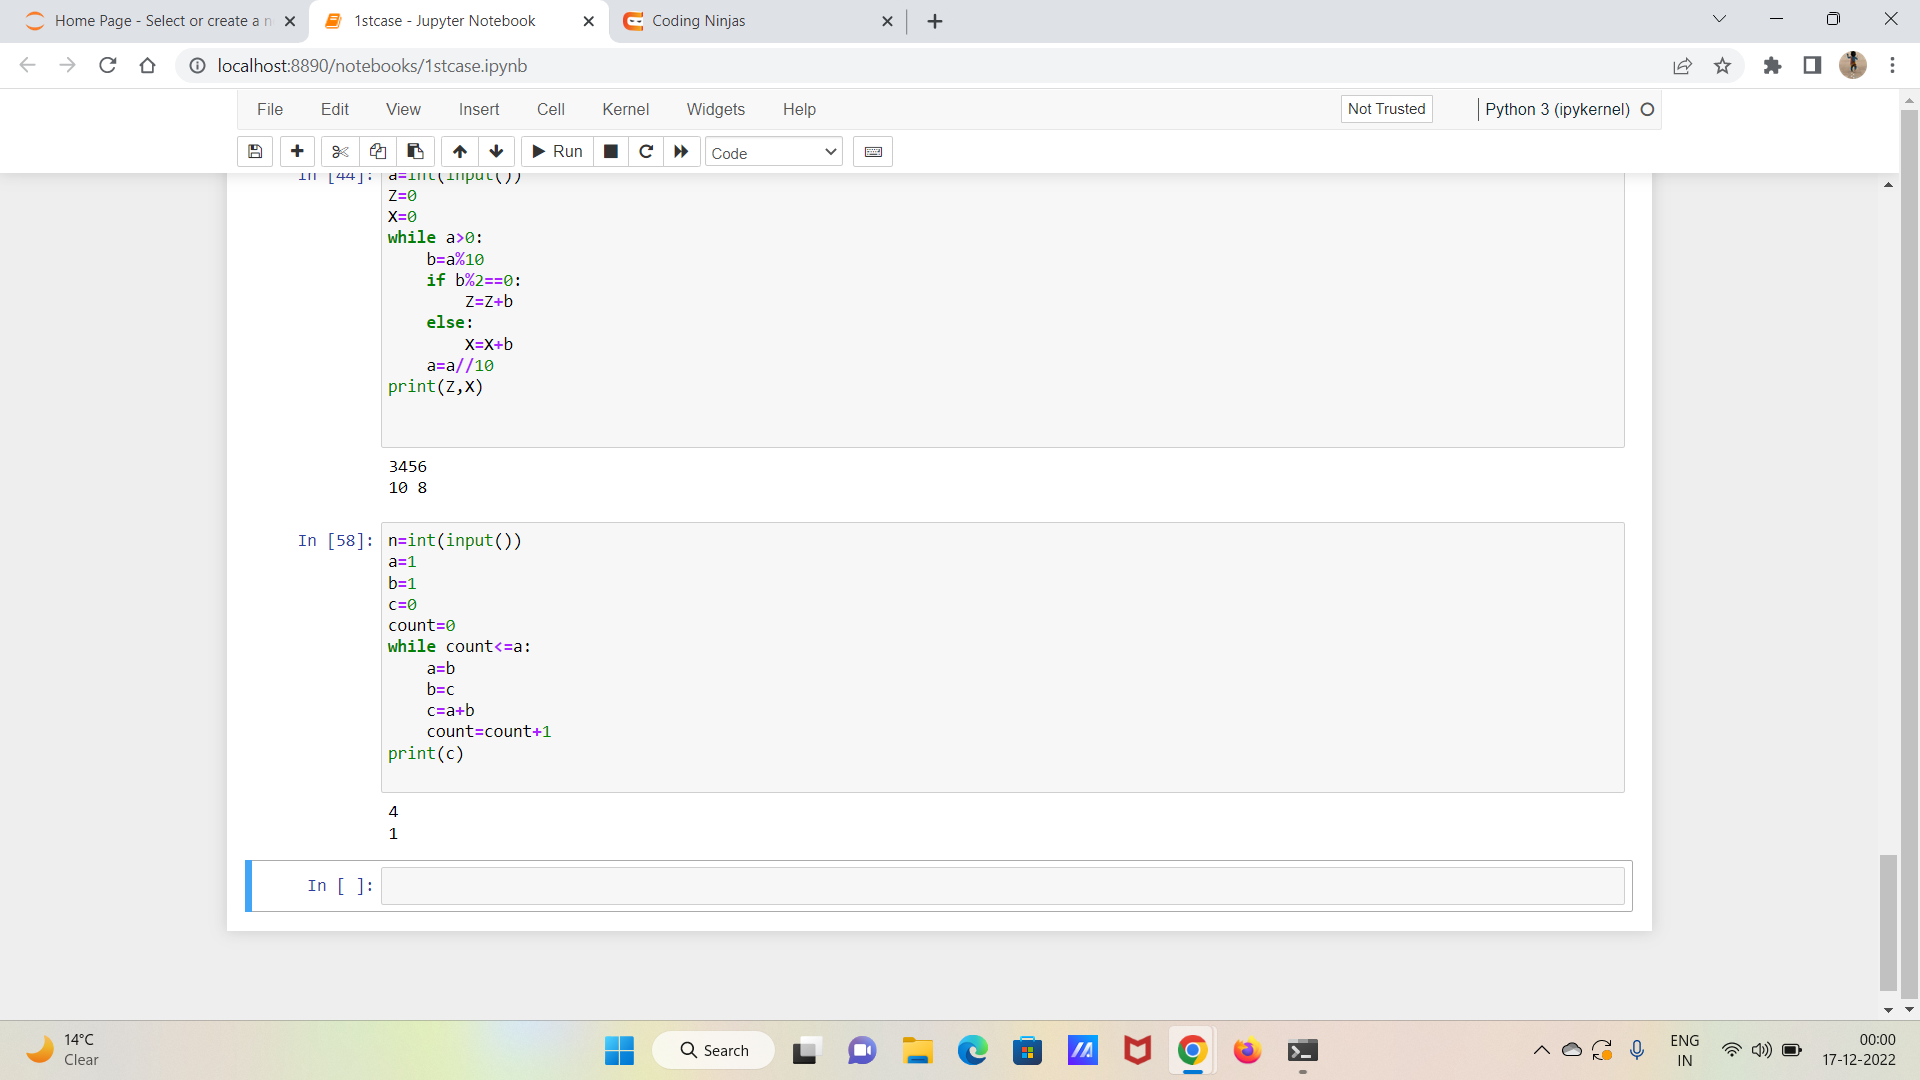 Home Page - Select or create a n
1stcase - Jupyter Notebook
Coding Ninjas
localhost:8890/notebooks/1stcase.ipynb
File Edit View Insert Cell Kernel Widgets Help
Not Trusted
Python 3 (ipykernel)
Run
Code
In [44]: a=int(input())
Z=0
X=0
while a>0:
    b=a%10
    if b%2==0:
        Z=Z+b
    else:
        X=X+b
    a=a//10
print(Z,X)
3456
10 8
In [58]: n=int(input())
a=1
b=1
c=0
count=0
while count<=a:
    a=b
    b=c
    c=a+b
    count=count+1
print(c)
4
1
In [ ]:
14°C
Clear
Search
ENG
IN
00:00
17-12-2022